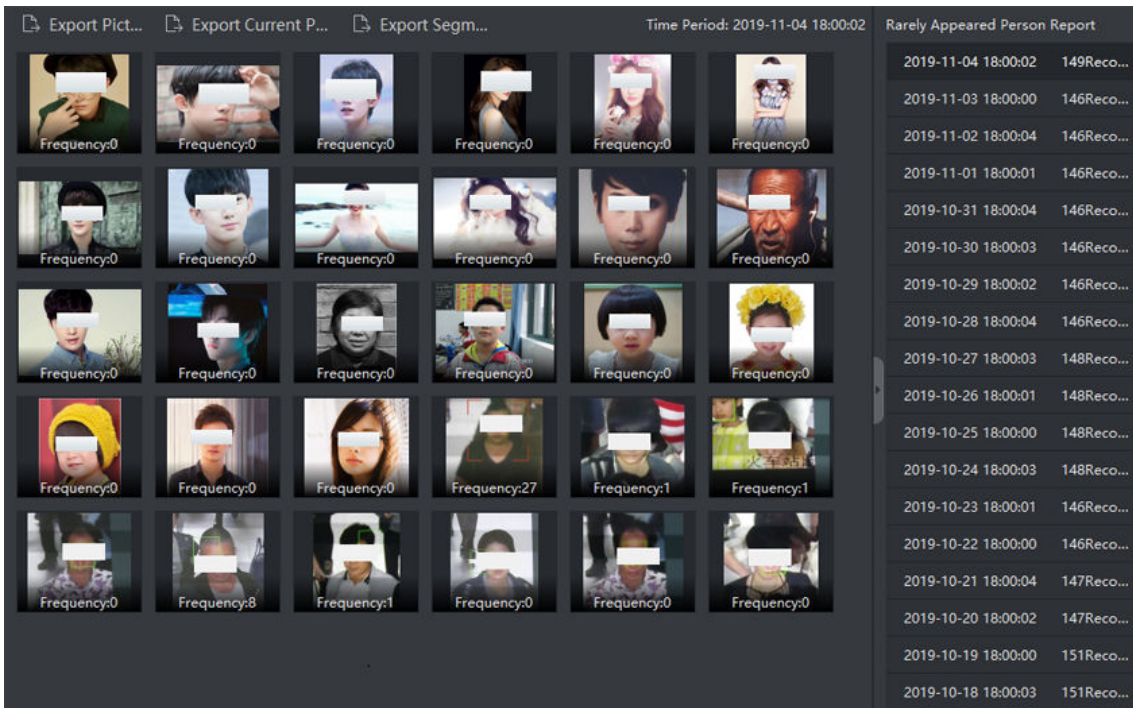 Export Pict... Export Current P... Export Segm... Time Period: 2019-11-04 18:00:02
Frequency:0 Frequency:0 Frequency:0 Frequency:0 Frequency:0 Frequency:0
Frequency:0 Frequency:0 Frequency:0 Frequency:0 Frequency:0 Frequency:0
Frequency:0 Frequency:0 Frequency:0 Frequency:0 Frequency:0 Frequency:0
Frequency:0 Frequency:0 Frequency:0 Frequency:27 Frequency:1 Frequency:1
Frequency:0 Frequency:8 Frequency:1 Frequency:0 Frequency:0 Frequency:0
Rarely Appeared Person Report
2019-11-04 18:00:02 149Reco...
2019-11-03 18:00:00 146Reco...
2019-11-02 18:00:04 146Reco...
2019-11-01 18:00:01 146Reco...
2019-10-31 18:00:04 146Reco...
2019-10-30 18:00:03 146Reco...
2019-10-29 18:00:02 146Reco...
2019-10-28 18:00:04 146Reco...
2019-10-27 18:00:03 148Reco...
2019-10-26 18:00:01 148Reco...
2019-10-25 18:00:00 148Reco...
2019-10-24 18:00:03 148Reco...
2019-10-23 18:00:01 146Reco...
2019-10-22 18:00:00 146Reco...
2019-10-21 18:00:04 147Reco...
2019-10-20 18:00:02 147Reco...
2019-10-19 18:00:00 151Reco...
2019-10-18 18:00:03 151Reco...